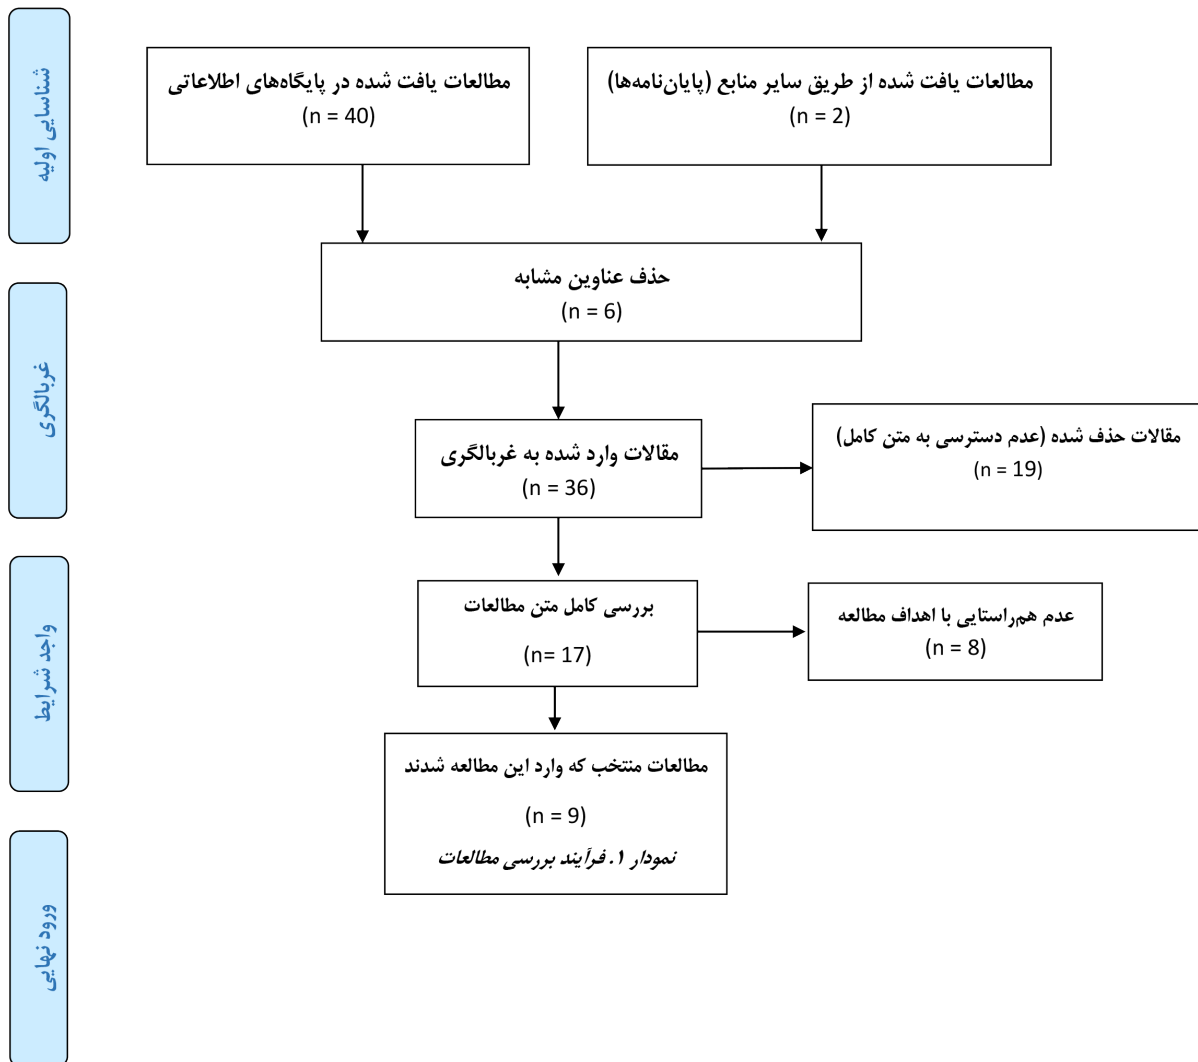 شناسایی اولیه
مطالعات یافت شده از طریق سایر منابع (پایان‌نامه‌ها)
(n = 2)
مطالعات یافت شده در پایگاه‌های اطلاعاتی
(n = 40)
حذف عناوین مشابه
(n = 6)
غربالگری
مقالات وارد شده به غربالگری
(n = 36)
مقالات حذف شده (عدم دسترسی به متن کامل)
(n = 19)
واجد شرایط
بررسی کامل متن مطالعات
(n= 17)
عدم هم‌راستایی با اهداف مطالعه
(n = 8)
مطالعات منتخب که وارد این مطالعه شدند
(n = 9)
نمودار ۱. فرآیند بررسی مطالعات
ورود نهایی